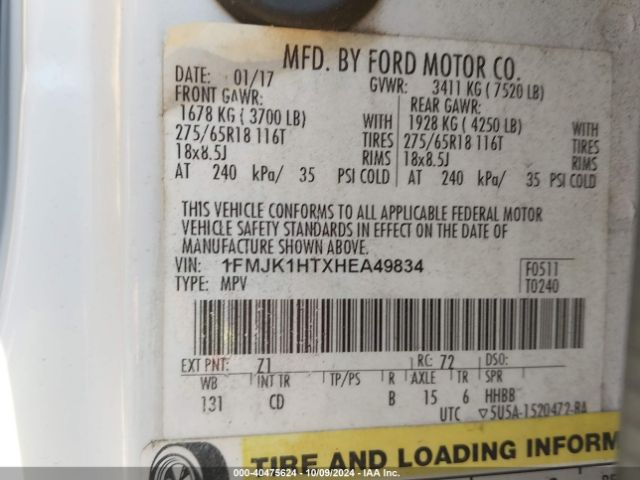 MFD. BY FORD MOTOR CO.
DATE: 01/17 GVWR: 3411 KG ( 7520 LB)
FRONT GAWR: REAR GAWR:
1678 KG ( 3700 LB) WITH 1928 KG ( 4250 LB) WITH
275/65R18 116T TIRES 275/65R18 116T TIRES
18x8.5J RIMS 18x8.5J RIMS
AT 240 kPa/ 35 PSI COLD AT 240 kPa/ 35 PSI COLD
THIS VEHICLE CONFORMS TO ALL APPLICABLE FEDERAL MOTOR
VEHICLE SAFETY STANDARDS IN EFFECT ON THE DATE OF
MANUFACTURE SHOWN ABOVE.
VIN: 1FMJK1HTXHEA49834 F0511
TYPE: MPV T0240
EXT PNT: Z1 RC: 72 DSO:
WB INT TR TP/PS R AXLE TR SPR
131 CD B 15 6 HHBB
UTC ▽5U5A-1520472-BA
TIRE AND LOADING INFORM
© 40475624 - 10/09/2024 - IAA Inc.